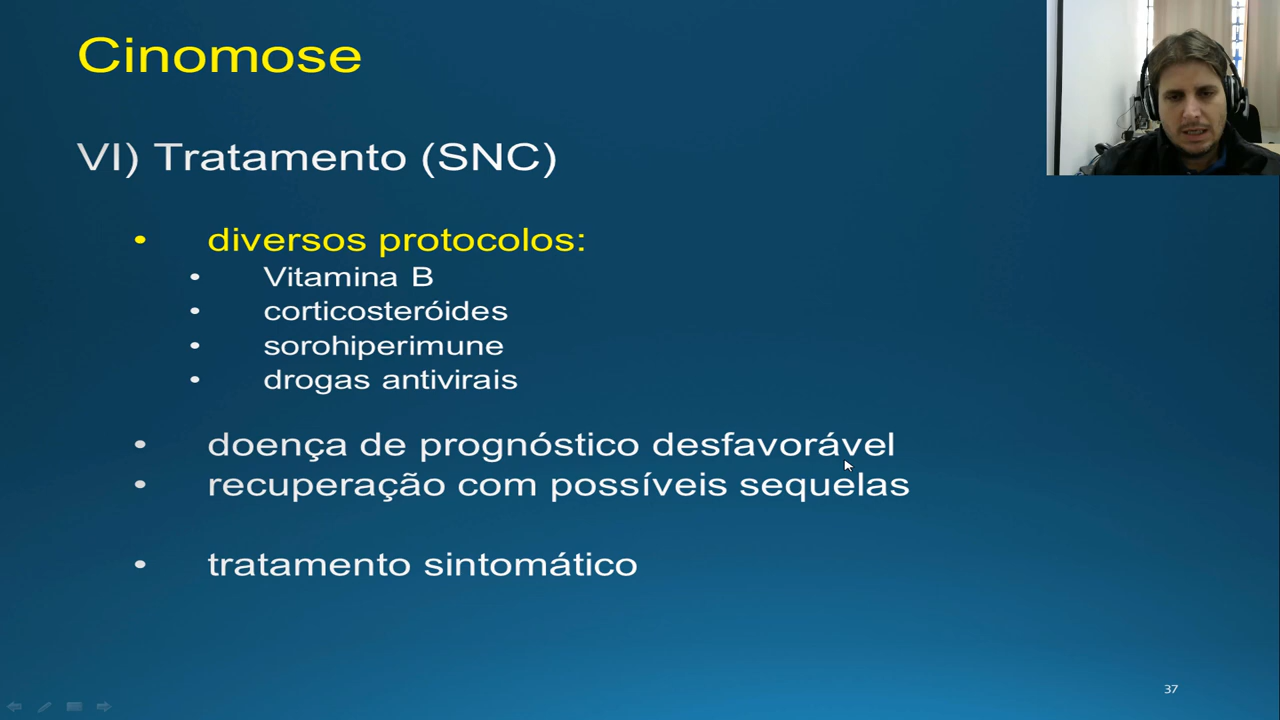 Cinomose
VI) Tratamento (SNC)
• diversos protocolos:
• Vitamina B
• corticosteróides
• sorohiperimune
• drogas antivirais
• doença de prognóstico desfavorável
• recuperação com possíveis sequelas
• tratamento sintomático
37